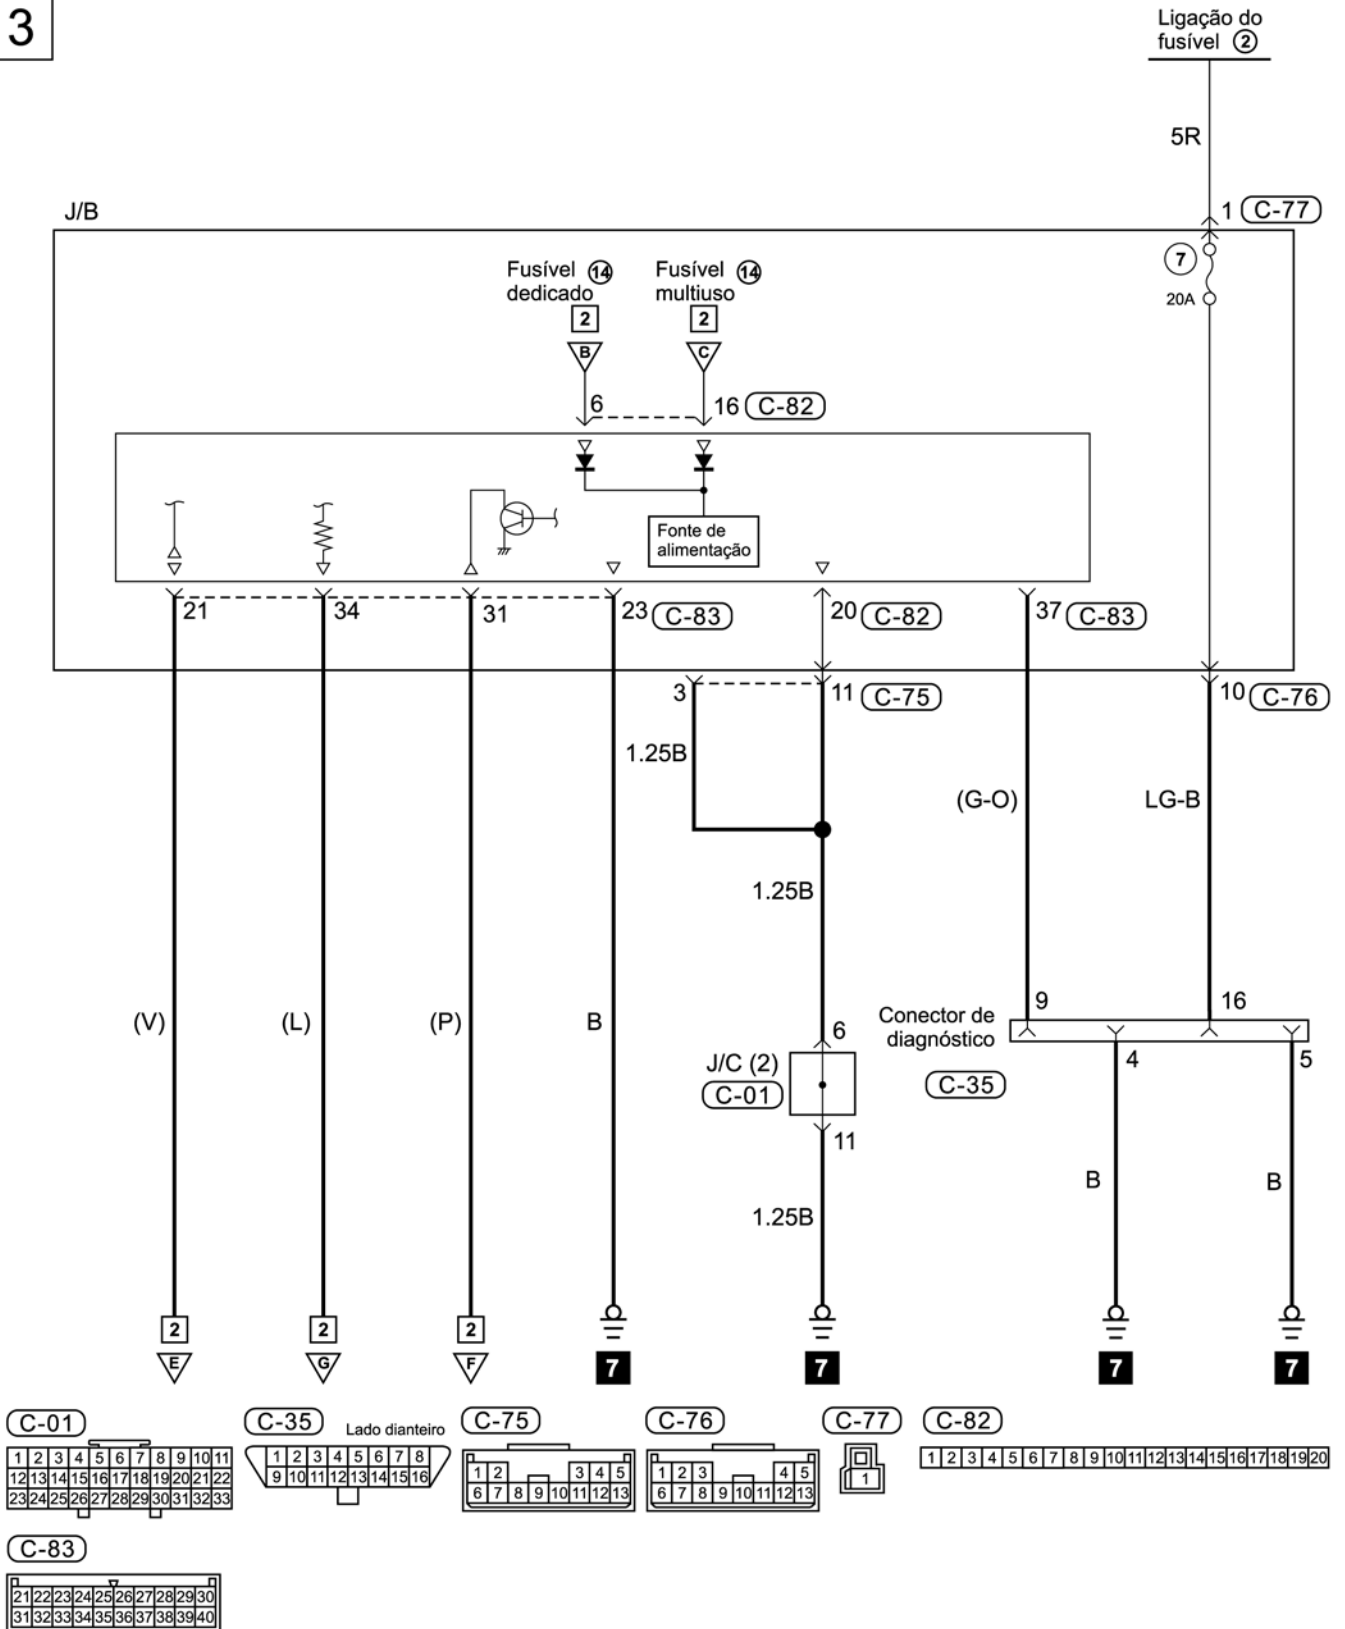 3
Ligação do
fusível ②
5R
J/B
1 C-77
7
20A
Fusível ⑭
dedicado
Fusível ⑭
multiuso
2 2
B C
6 16 C-82
Fonte de
alimentação
21 34 31 23 C-83 20 C-82 37 C-83
3 11 C-75 10 C-76
1.25B
(G-O) LG-B
1.25B
(V) (L) (P) B
9 16
Conector de
diagnóstico
C-35
4 5
6
J/C (2)
C-01
11
B B
1.25B
2 2 2
E G F
7 7 7 7
C-01
1 2 3 4 5 6 7 8 9 10 11
12 13 14 15 16 17 18 19 20 21 22
23 24 25 26 27 28 29 30 31 32 33
C-35 Lado dianteiro
1 2 3 4 5 6 7 8
9 10 11 12 13 14 15 16
C-75
1 2 3 4 5
6 7 8 9 10 11 12 13
C-76
1 2 3 4 5
6 7 8 9 10 11 12 13
C-77
1
C-82
1 2 3 4 5 6 7 8 9 10 11 12 13 14 15 16 17 18 19 20
C-83
21 22 23 24 25 26 27 28 29 30
31 32 33 34 35 36 37 38 39 40